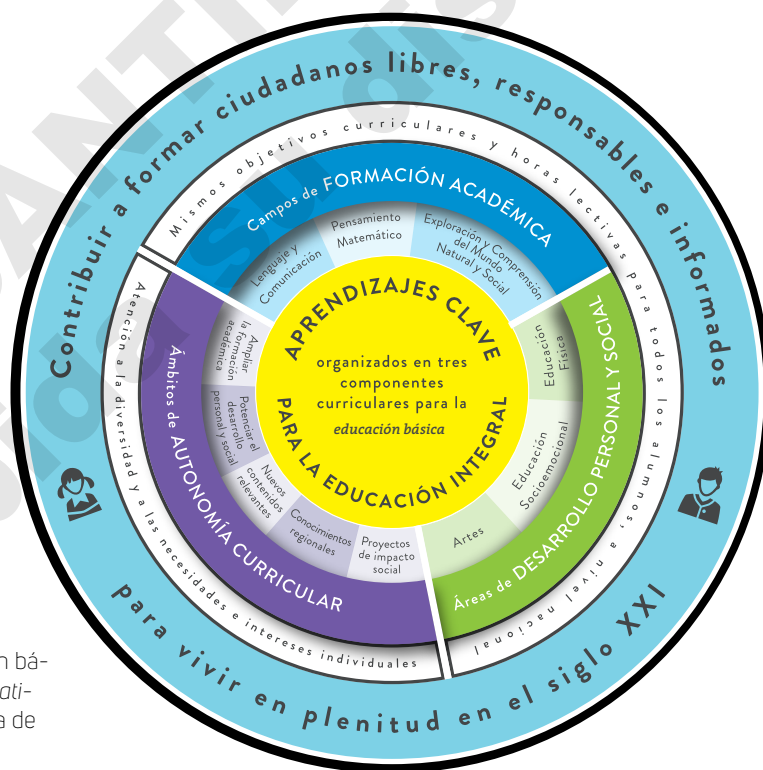 Contribuir a formar ciudadanos libres, responsables e informados
para vivir en plenitud en el siglo XXI
Mismos objetivos curriculares y horas lectivas para todos los alumnos, a nivel nacional
Atención a la diversidad y a las necesidades e intereses individuales
Campos de FORMACIÓN ACADÉMICA
Lenguaje y
Comunicación
Pensamiento
Matemático
Exploración y Comprensión
del Mundo
Natural y Social
Áreas de DESARROLLO PERSONAL Y SOCIAL
Educación
Física
Educación
Socioemocional
Artes
Ámbitos de AUTONOMÍA CURRICULAR
Ampliar
la formación
académica
Potenciar el
desarrollo
personal y social
Nuevos
contenidos
relevantes
Conocimientos
regionales
Proyectos
de impacto
social
APRENDIZAJES CLAVE
organizados en tres
componentes
curriculares para la
educación básica
PARA LA EDUCACIÓN INTEGRAL
n bá-
ati-
a de